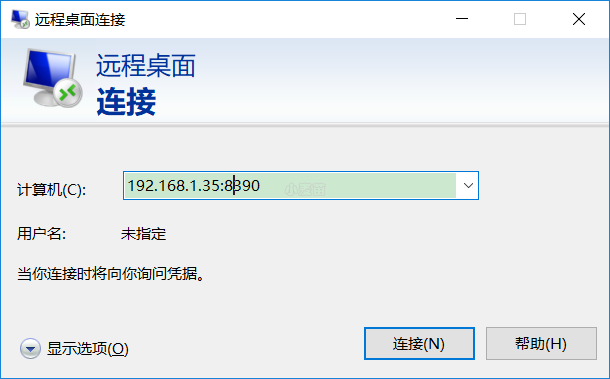 远程桌面连接
远程桌面
连接
计算机(C):
192.168.1.35:8390
用户名:
未指定
当你连接时将向你询问凭据。
显示选项(O)
连接(N)
帮助(H)